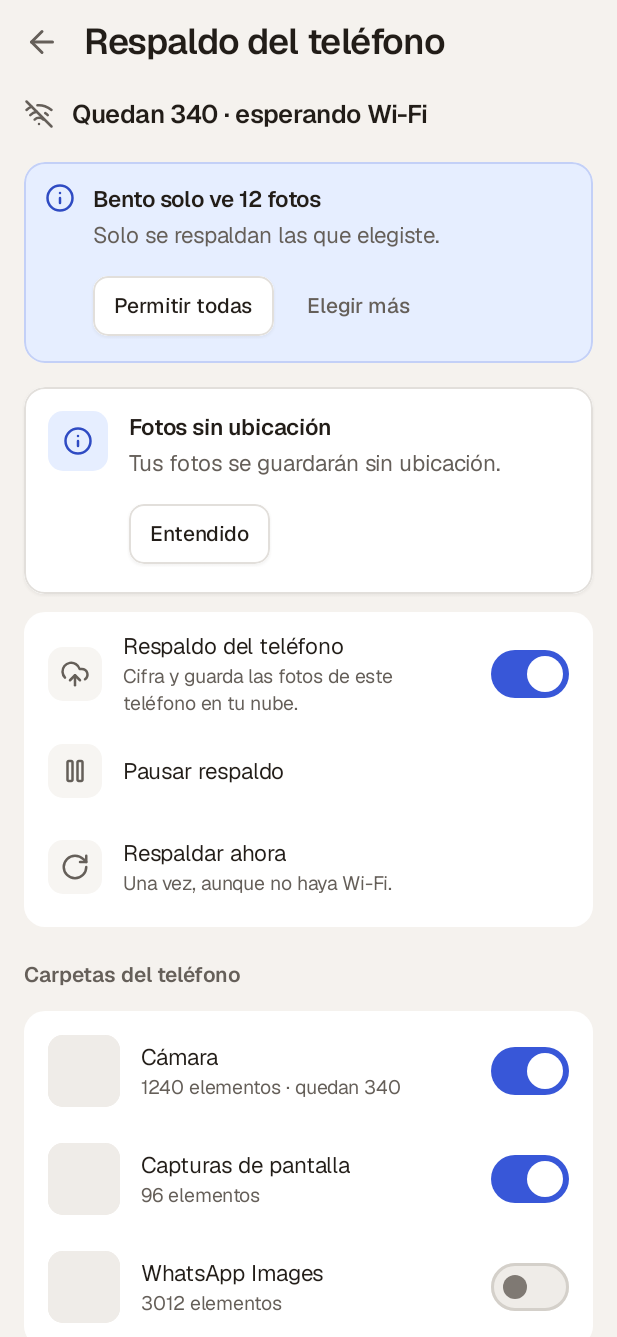 Respaldo del teléfono
Quedan 340 · esperando Wi-Fi
Bento solo ve 12 fotos
Solo se respaldan las que elegiste.
Permitir todas
Elegir más
Fotos sin ubicación
Tus fotos se guardarán sin ubicación.
Entendido
Respaldo del teléfono
Cifra y guarda las fotos de este
teléfono en tu nube.
Pausar respaldo
Respaldar ahora
Una vez, aunque no haya Wi-Fi.
Carpetas del teléfono
Cámara
1240 elementos · quedan 340
Capturas de pantalla
96 elementos
WhatsApp Images
3012 elementos